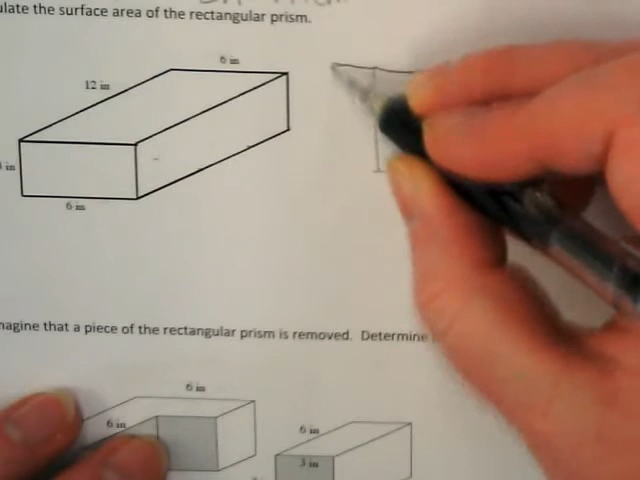 ulate the surface area of the rectangular prism.
6 in
12 in
in
6 in
nagine that a piece of the rectangular prism is removed. Determine
6 in
6 in
6 in
3 in